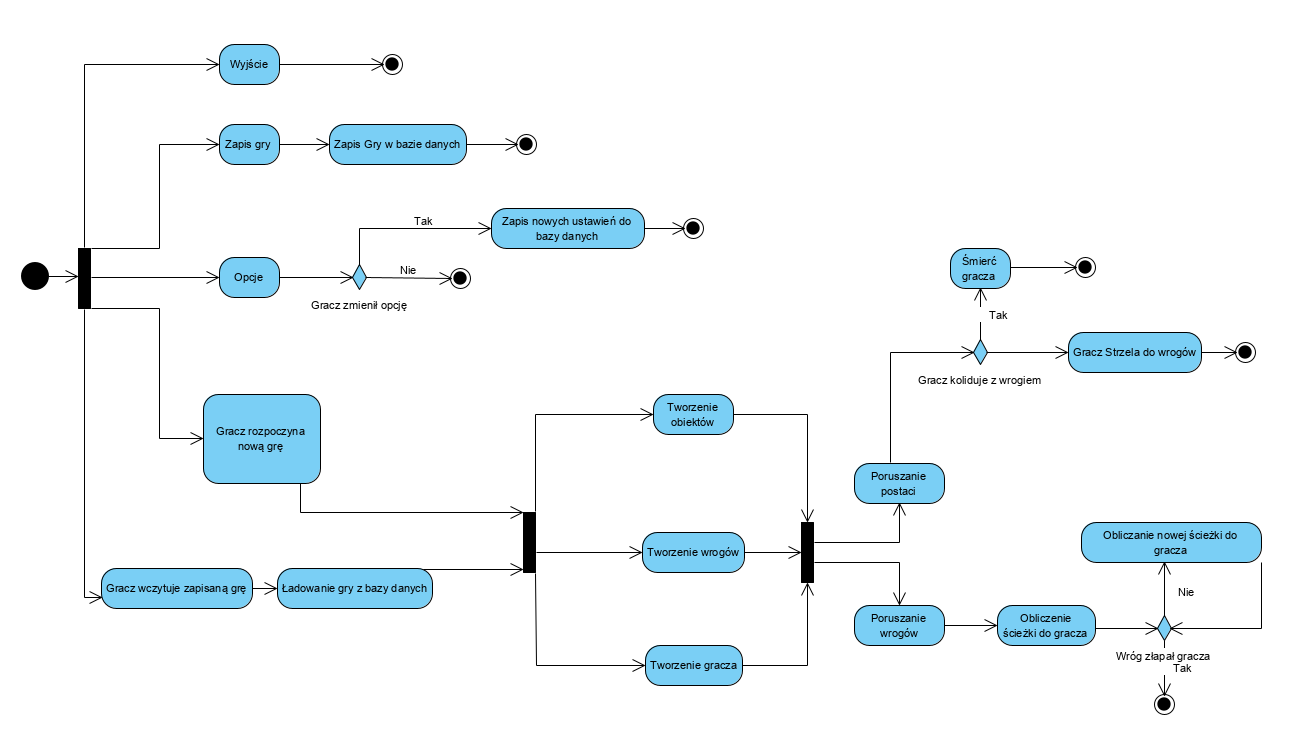 Wyjście
Zapis gry
Zapis Gry w bazie danych
Tak
Zapis nowych ustawień do
bazy danych
Opcje
Nie
Gracz zmienił opcję
Śmierć
gracza
Tak
Gracz Strzela do wrogów
Gracz koliduje z wrogiem
Gracz rozpoczyna
nową grę
Tworzenie
obiektów
Poruszanie
postaci
Tworzenie wrogów
Obliczanie nowej ścieżki do
gracza
Gracz wczytuje zapisaną grę
Ładowanie gry z bazy danych
Nie
Poruszanie
wrogów
Obliczenie
ścieżki do gracza
Wróg złapał gracza
Tak
Tworzenie gracza